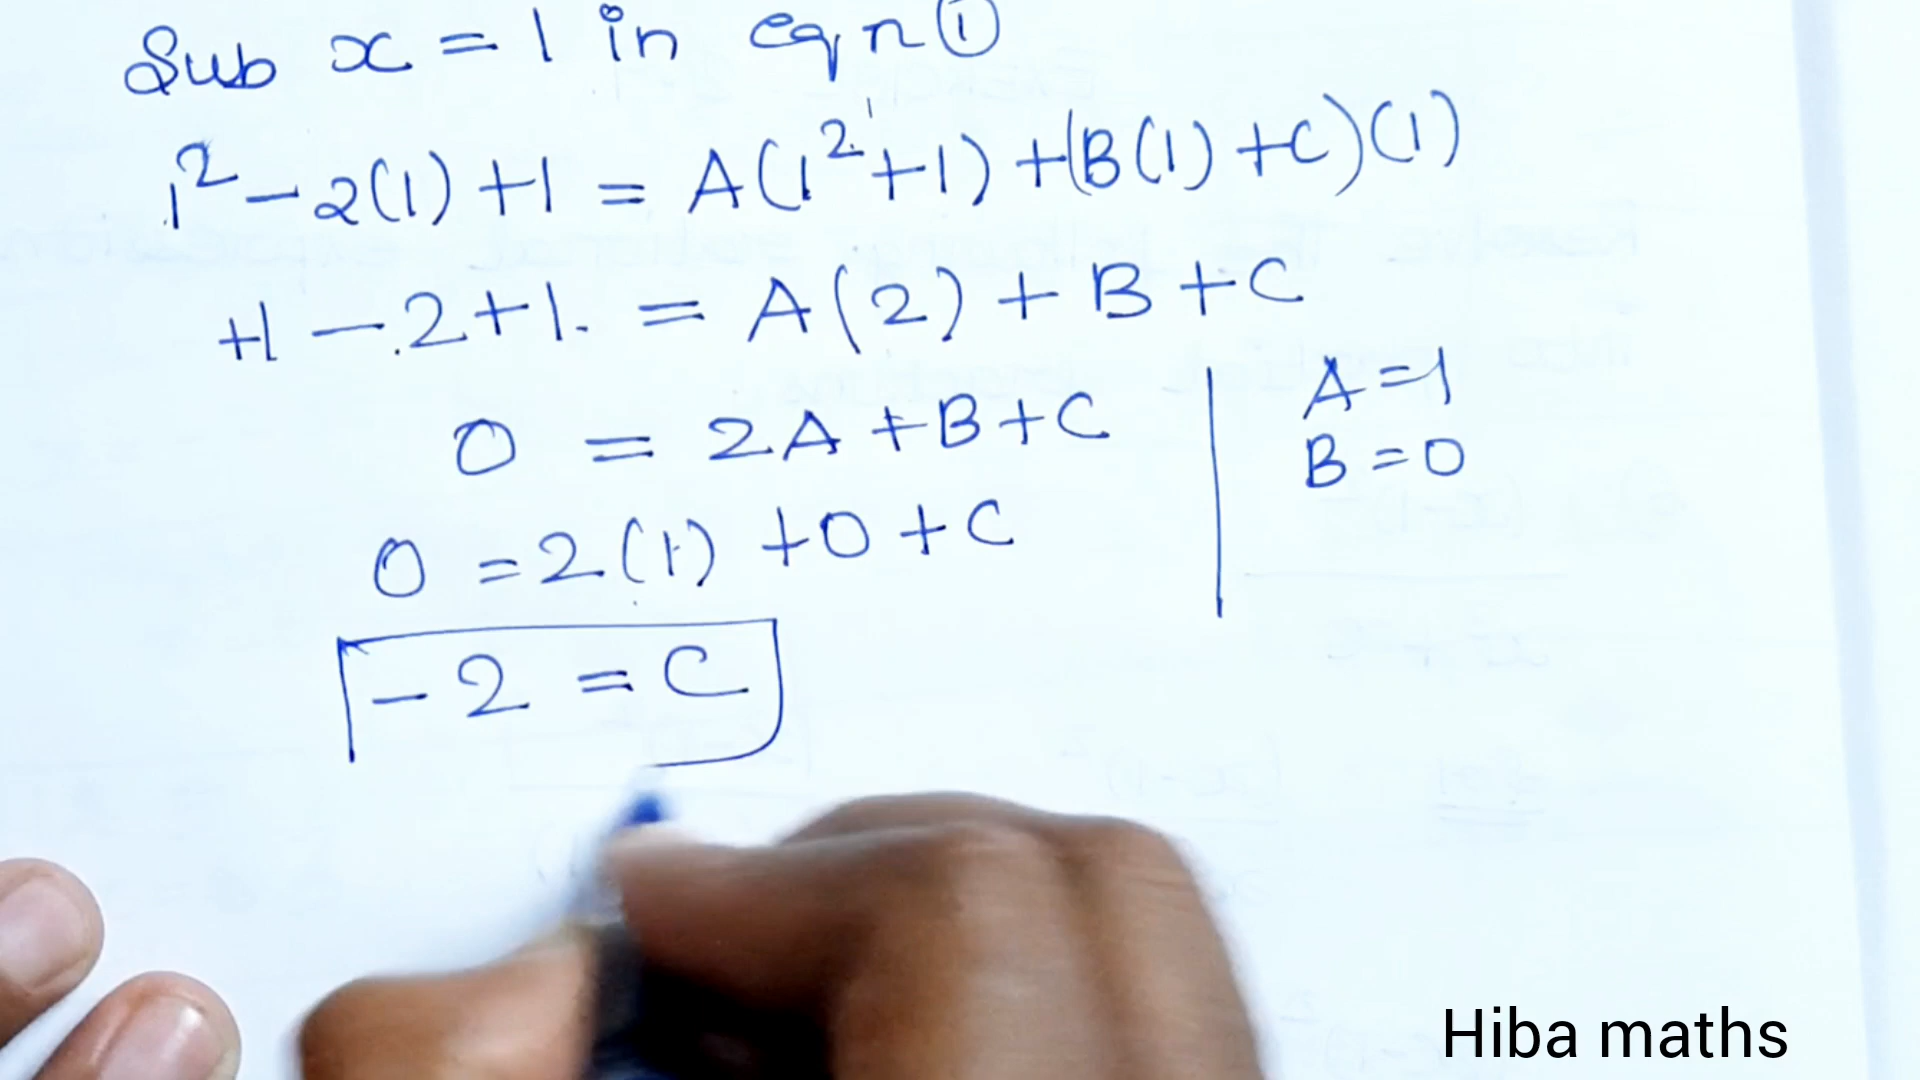 Sub x = 1 in eqn ①
1² - 2(1) + 1 = A(1² + 1) + (B(1) + C)(1)
+1 - 2 + 1 = A(2) + B + C
0 = 2A + B + C
A = 1
B = 0
0 = 2(1) + 0 + C
-2 = C
Hiba maths